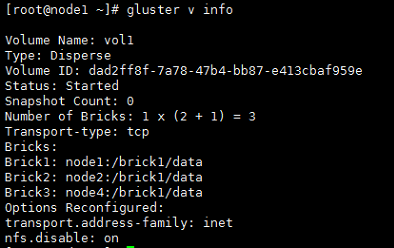 [root@node1 ~]# gluster v info
Volume Name: vol1
Type: Disperse
Volume ID: dad2ff8f-7a78-47b4-bb87-e413cbaf959e
Status: Started
Snapshot Count: 0
Number of Bricks: 1 x (2 + 1) = 3
Transport-type: tcp
Bricks:
Brick1: node1:/brick1/data
Brick2: node2:/brick1/data
Brick3: node4:/brick1/data
Options Reconfigured:
transport.address-family: inet
nfs.disable: on